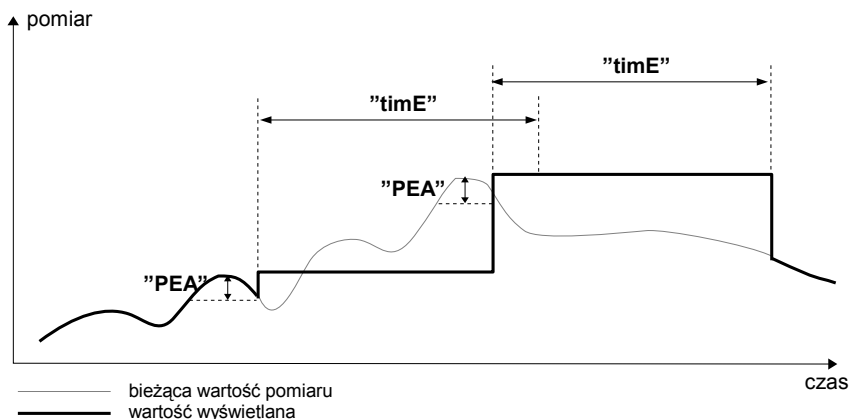 pomiar
”timE”
”timE”
”PEA”
”PEA”
czas
bieżąca wartość pomiaru
wartość wyświetlana